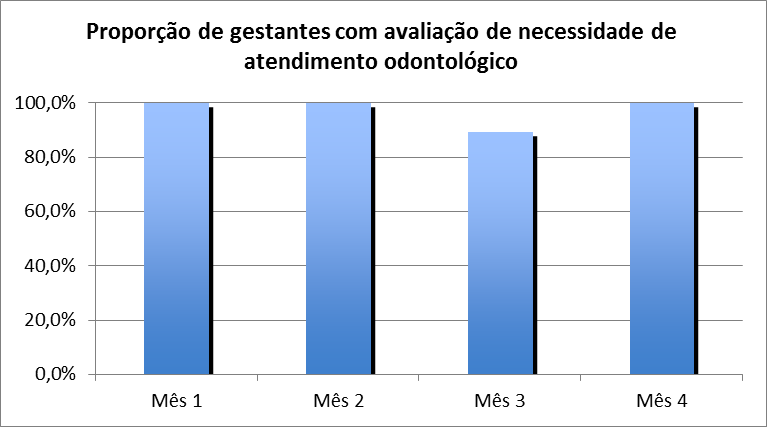 Proporção de gestantes com avaliação de necessidade de
atendimento odontológico
100,0%
80,0%
60,0%
40,0%
20,0%
0,0%
Mês 1 Mês 2 Mês 3 Mês 4